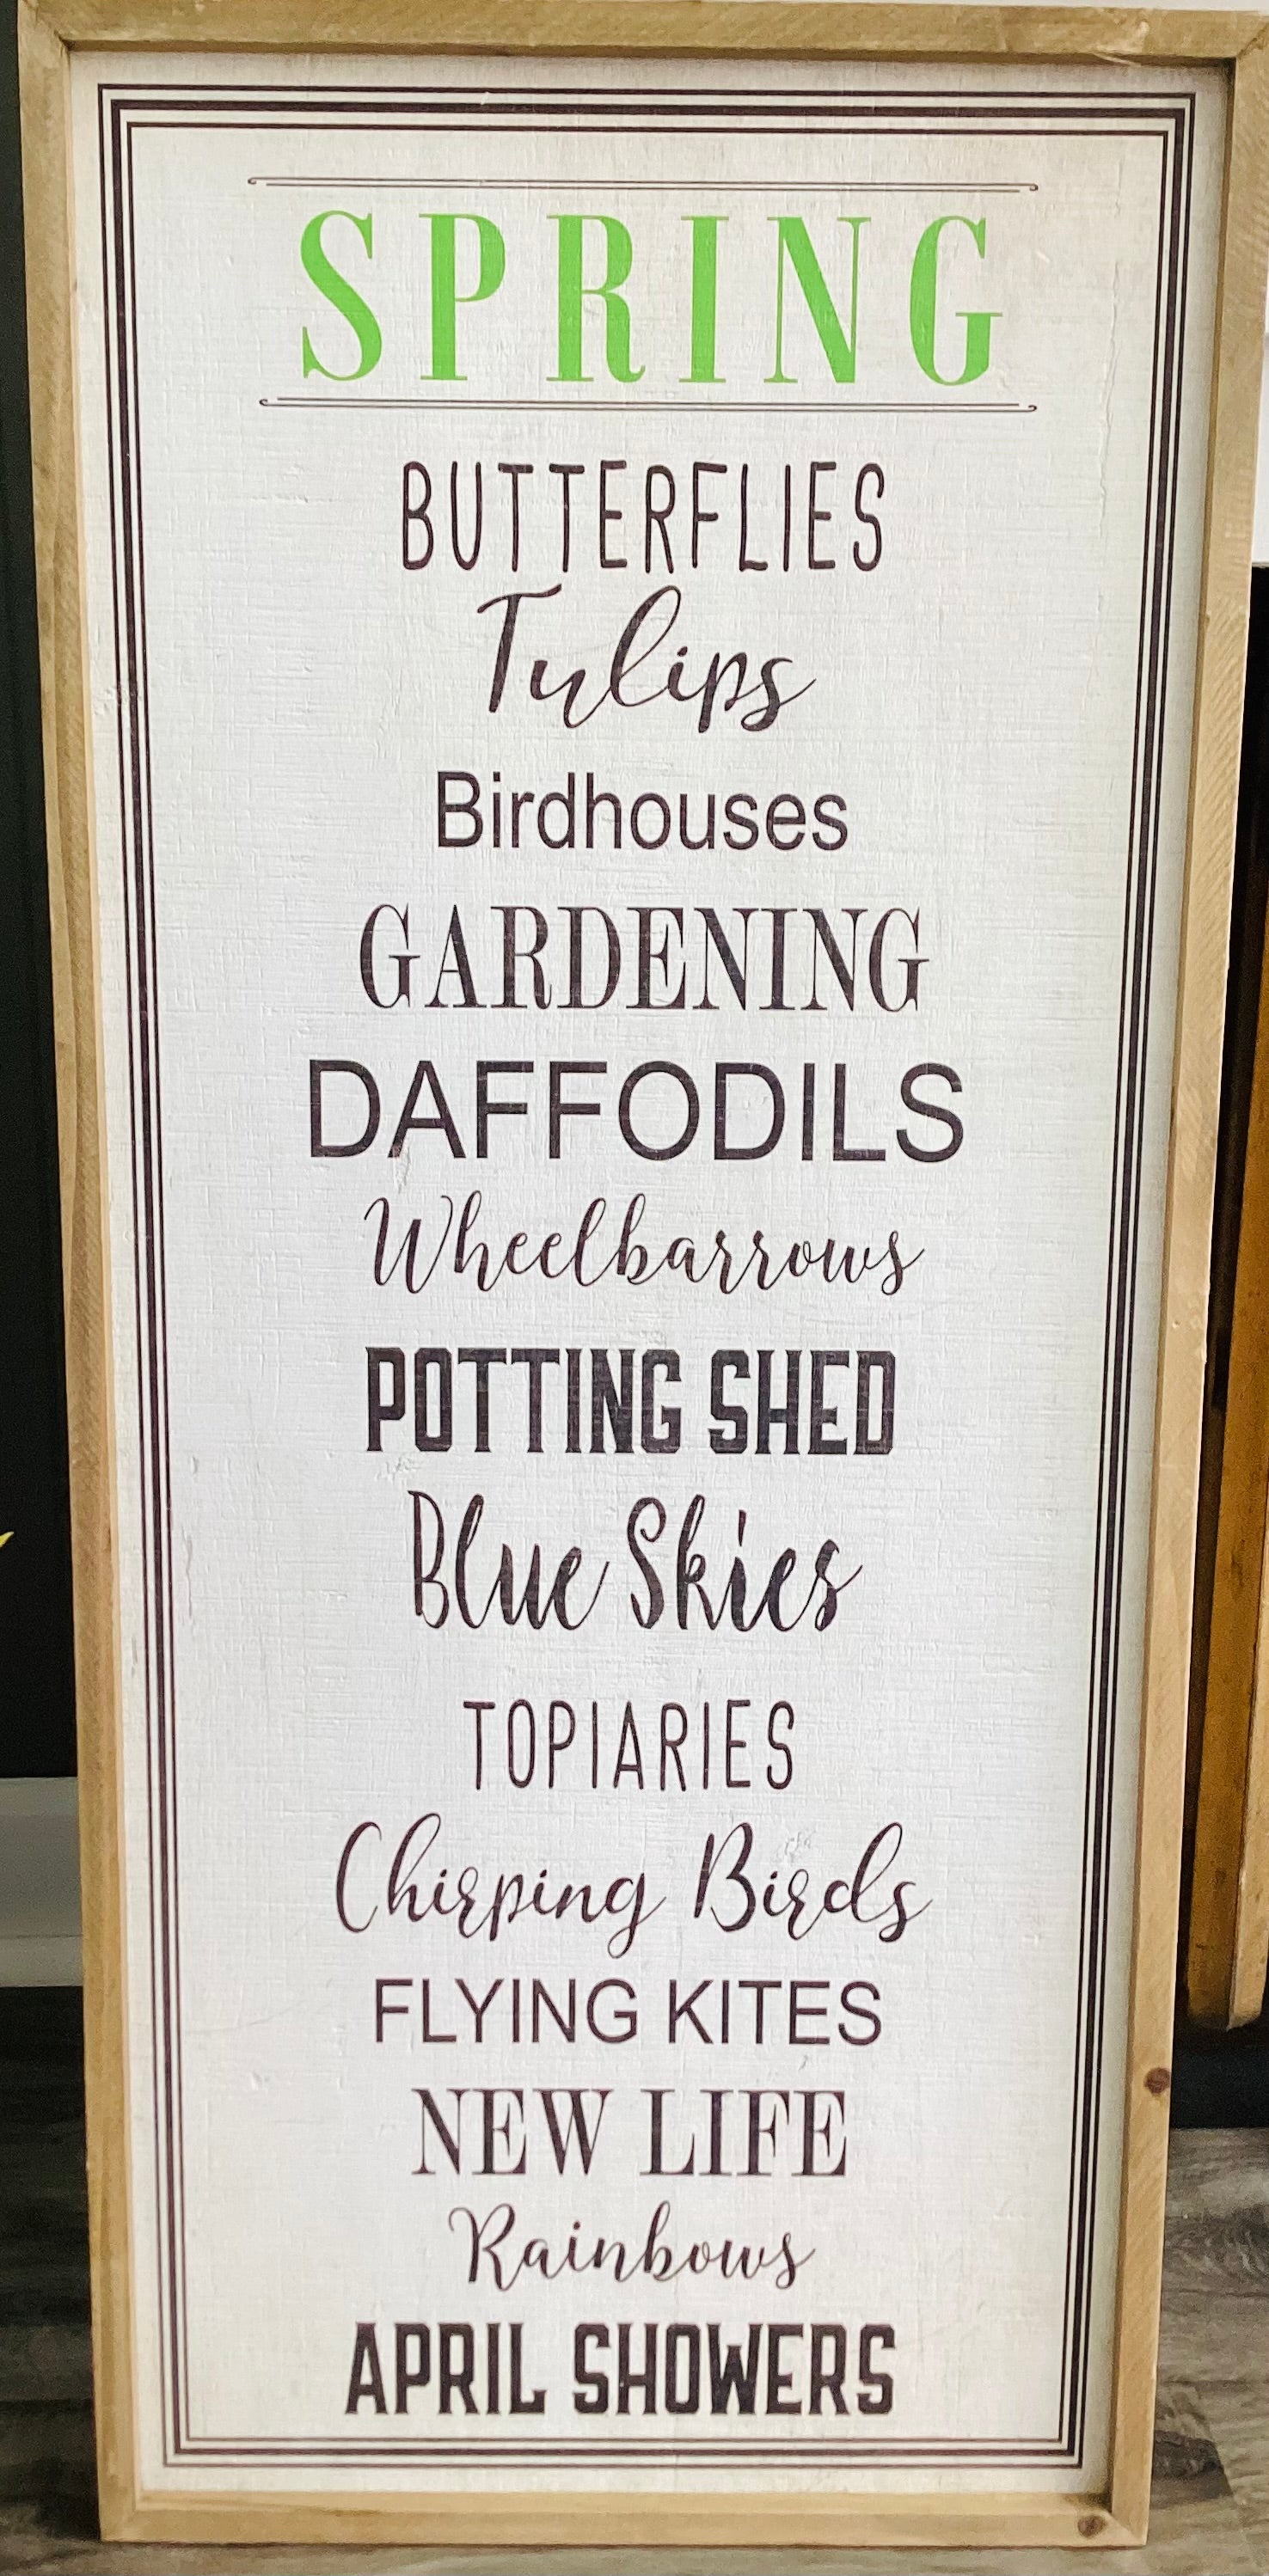 SPRING
BUTTERFLIES
Tulips
Birdhouses
GARDENING
DAFFODILS
Wheelbarrows
POTTING SHED
Blue Skies
TOPIARIES
Chirping Birds
FLYING KITES
NEW LIFE
Rainbows
APRIL SHOWERS